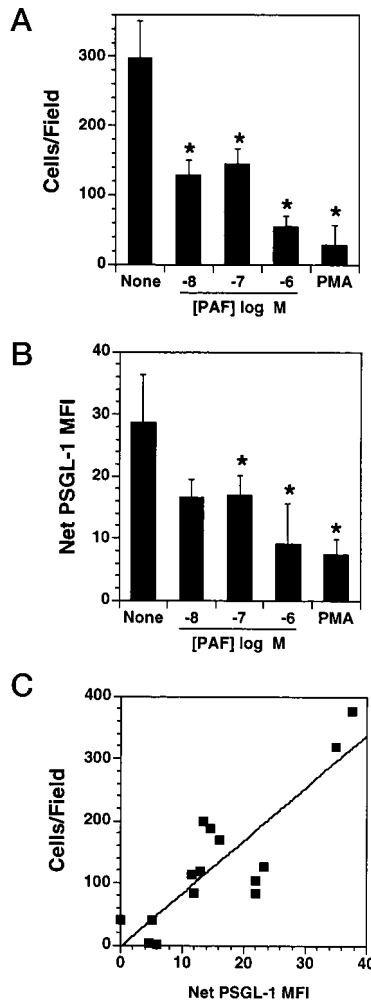 A
Cells/Field
300
200
100
0
*
*
*
*
None
-8
-7
-6
PMA
[PAF] log M
B
Net PSGL-1 MFI
40
30
20
10
0
*
*
*
None
-8
-7
-6
PMA
[PAF] log M
C
Cells/Field
400
300
200
100
0
0
10
20
30
40
Net PSGL-1 MFI